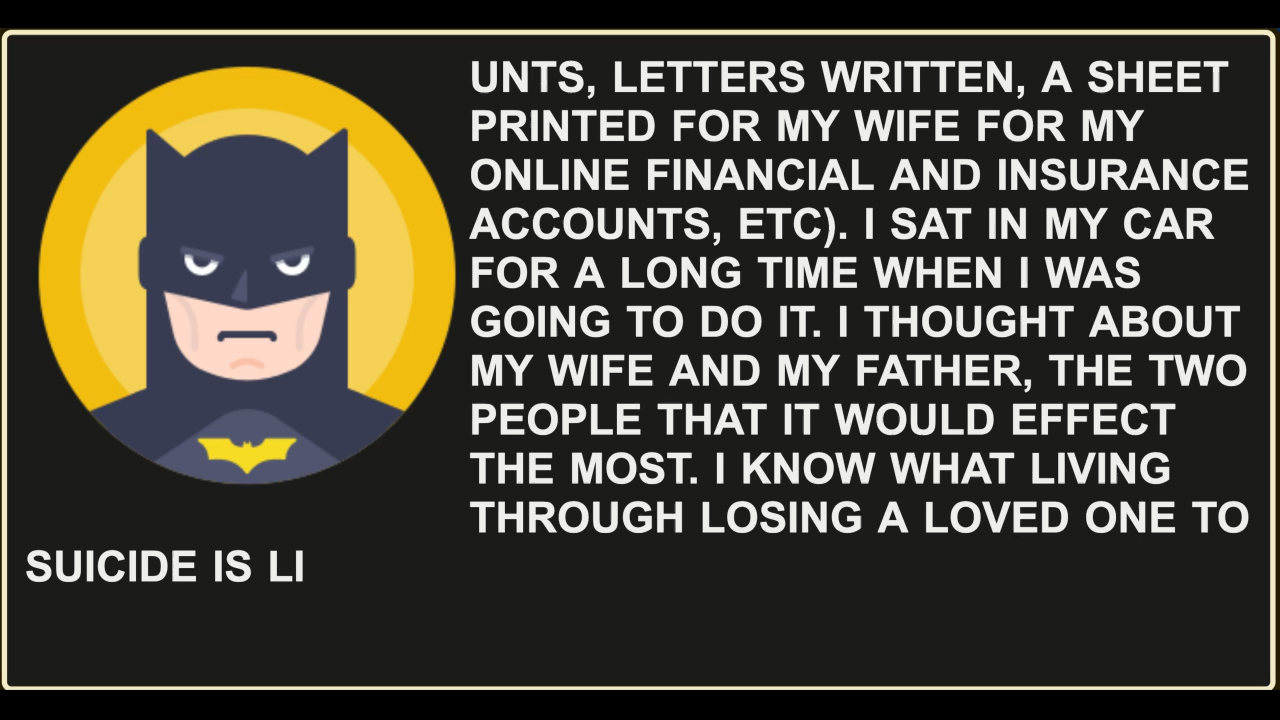 UNTS, LETTERS WRITTEN, A SHEET
PRINTED FOR MY WIFE FOR MY
ONLINE FINANCIAL AND INSURANCE
ACCOUNTS, ETC). I SAT IN MY CAR
FOR A LONG TIME WHEN I WAS
GOING TO DO IT. I THOUGHT ABOUT
MY WIFE AND MY FATHER, THE TWO
PEOPLE THAT IT WOULD EFFECT
THE MOST. I KNOW WHAT LIVING
THROUGH LOSING A LOVED ONE TO
SUICIDE IS LI